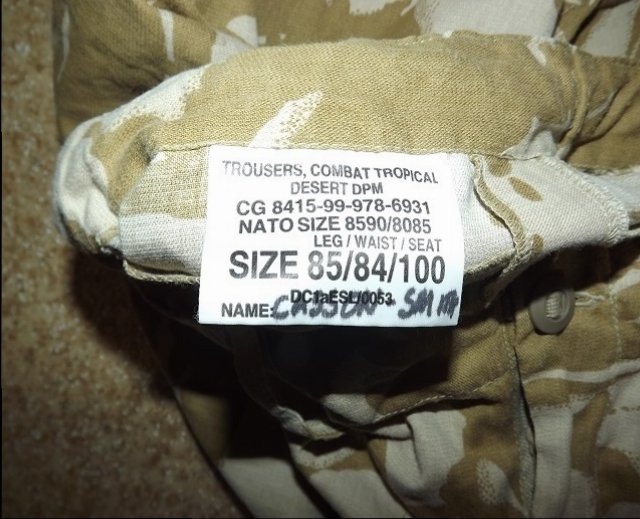 TROUSERS, COMBAT TROPICAL
DESERT DPM
CG 8415-99-978-6931
NATO SIZE 8590/8085
LEG / WAIST / SEAT
SIZE 85/84/100
DC1aESL/0053
NAME: CASSON-SMITH